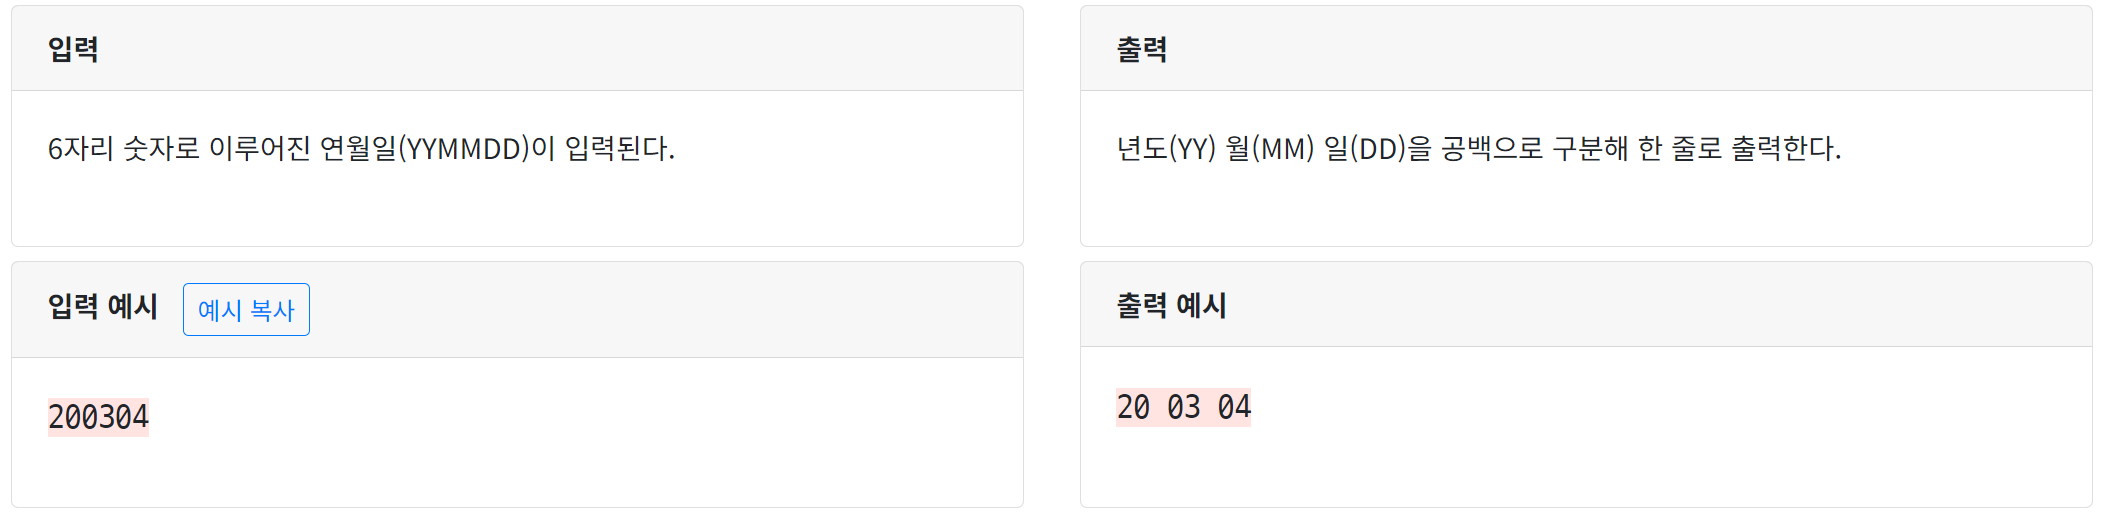 입력
6자리 숫자로 이루어진 연월일(YYMMDD)이 입력된다.
출력
년도(YY) 월(MM) 일(DD)을 공백으로 구분해 한 줄로 출력한다.
입력 예시 예시 복사
200304
출력 예시
20 03 04